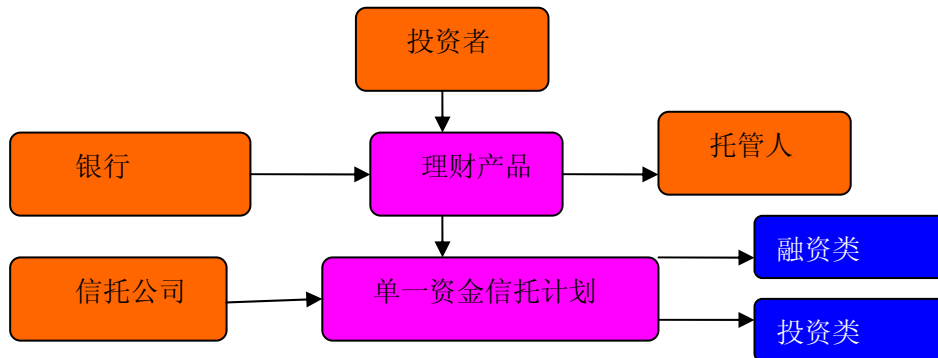 投资者
银行
理财产品
托管人
信托公司
单一资金信托计划
融资类
投资类